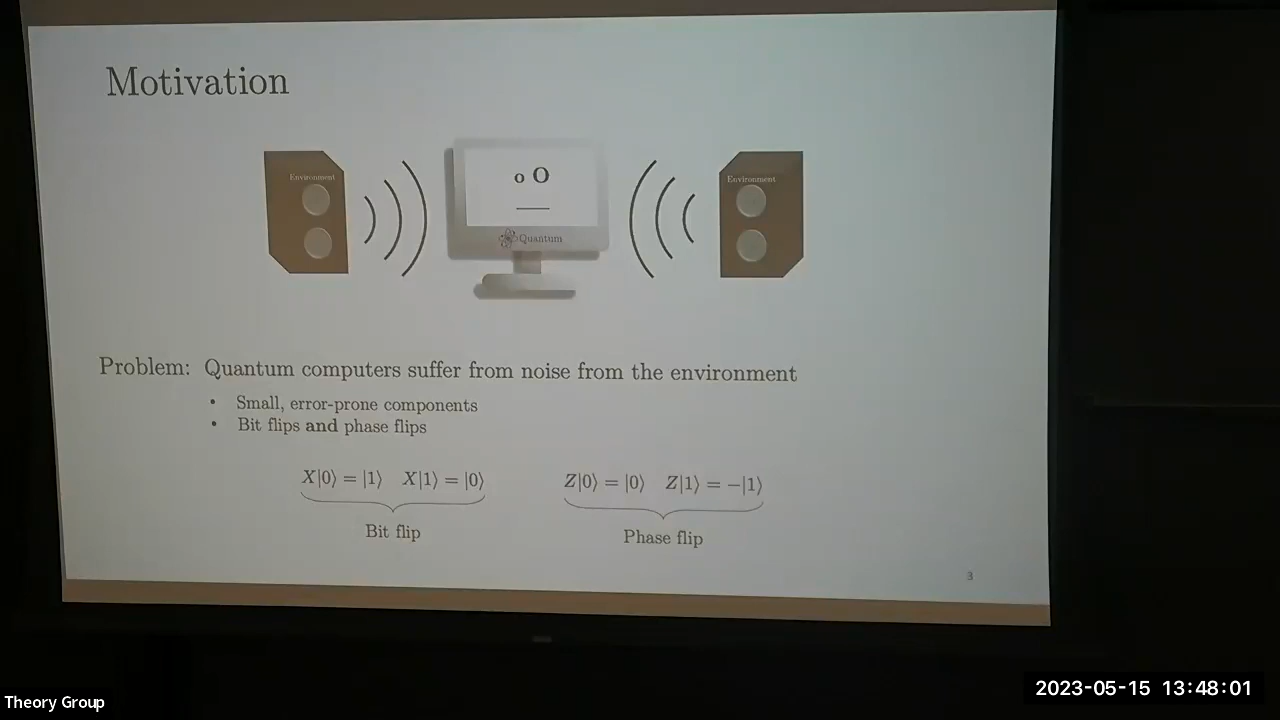 Motivation
Environment
Environment
o O
Quantum
Problem: Quantum computers suffer from noise from the environment
• Small, error-prone components
• Bit flips and phase flips
X|0⟩ = |1⟩ X|1⟩ = |0⟩
Z|0⟩ = |0⟩ Z|1⟩ = −|1⟩
Bit flip
Phase flip
3
Theory Group
2023-05-15 13:48:01